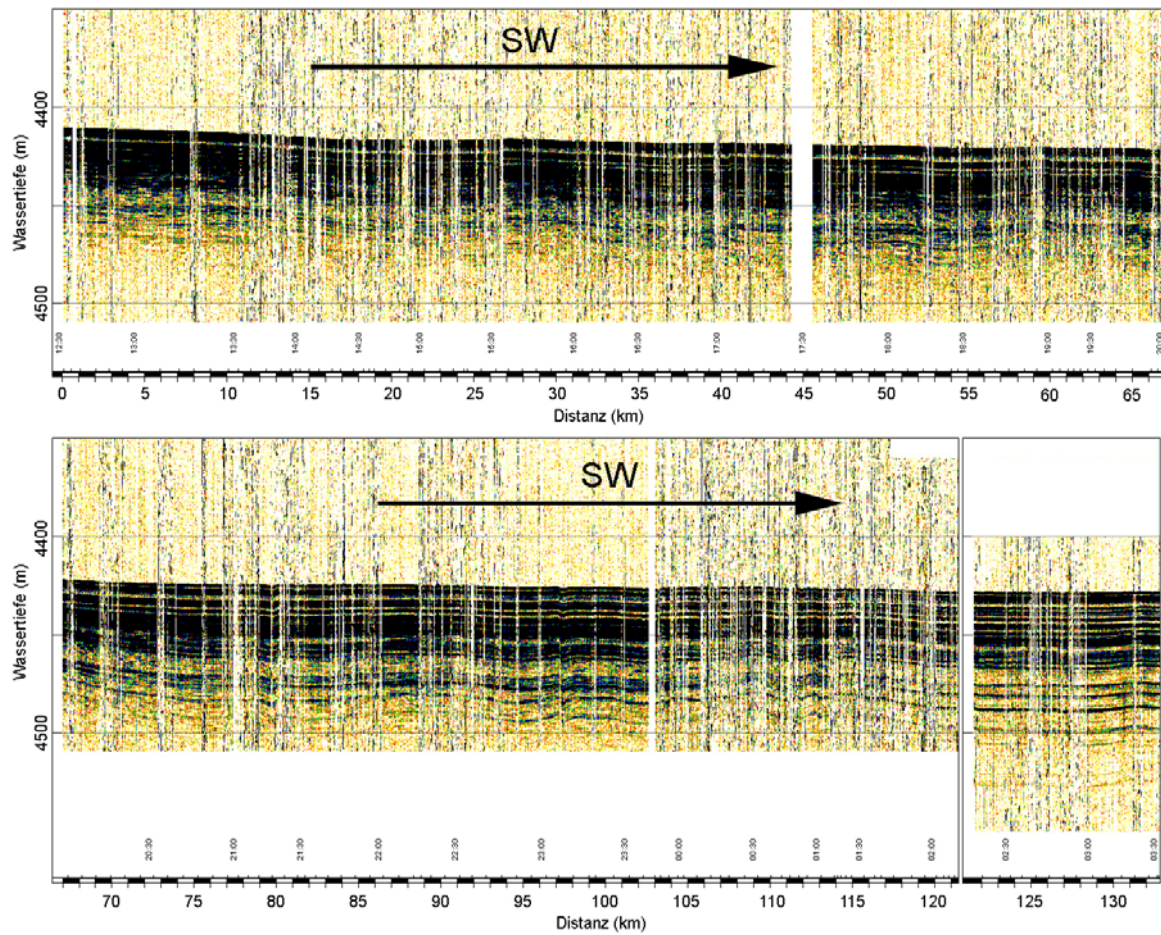 SW
Wassertiefe (m)
4400
4500
12:30 13:00 13:30 14:00 14:30 15:00 15:30 16:00 16:30 17:00 17:30 18:00 18:30 19:00 19:30 20:00
0 5 10 15 20 25 30 35 40 45 50 55 60 65
Distanz (km)
SW
Wassertiefe (m)
4400
4500
20:30 21:00 21:30 22:00 22:30 23:00 23:30 00:00 00:30 01:00 01:30 02:00 02:30 03:00 03:30
70 75 80 85 90 95 100 105 110 115 120 125 130
Distanz (km)